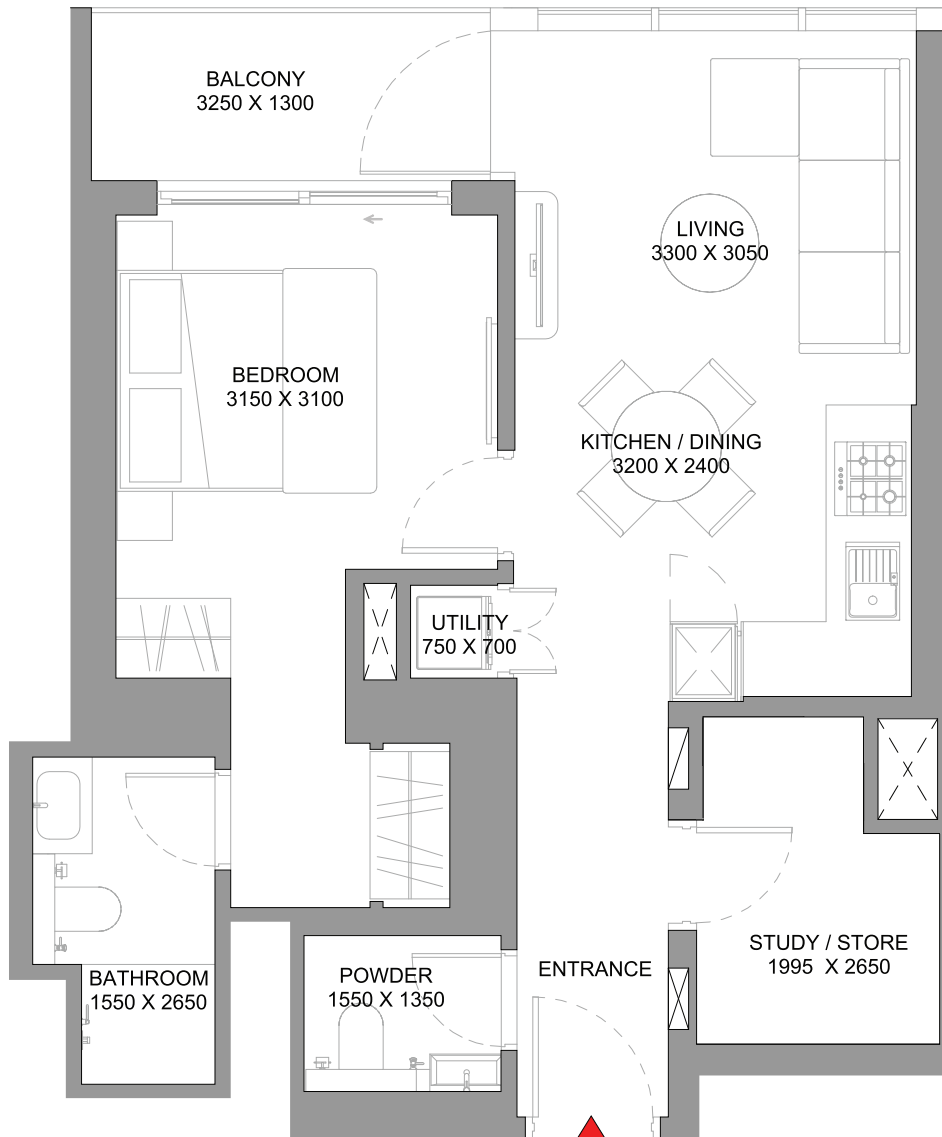 BALCONY
3250 X 1300
LIVING
3300 X 3050
BEDROOM
3150 X 3100
KITCHEN / DINING
3200 X 2400
UTILITY
750 X 700
STUDY / STORE
1995 X 2650
BATHROOM
1550 X 2650
POWDER
1550 X 1350
ENTRANCE